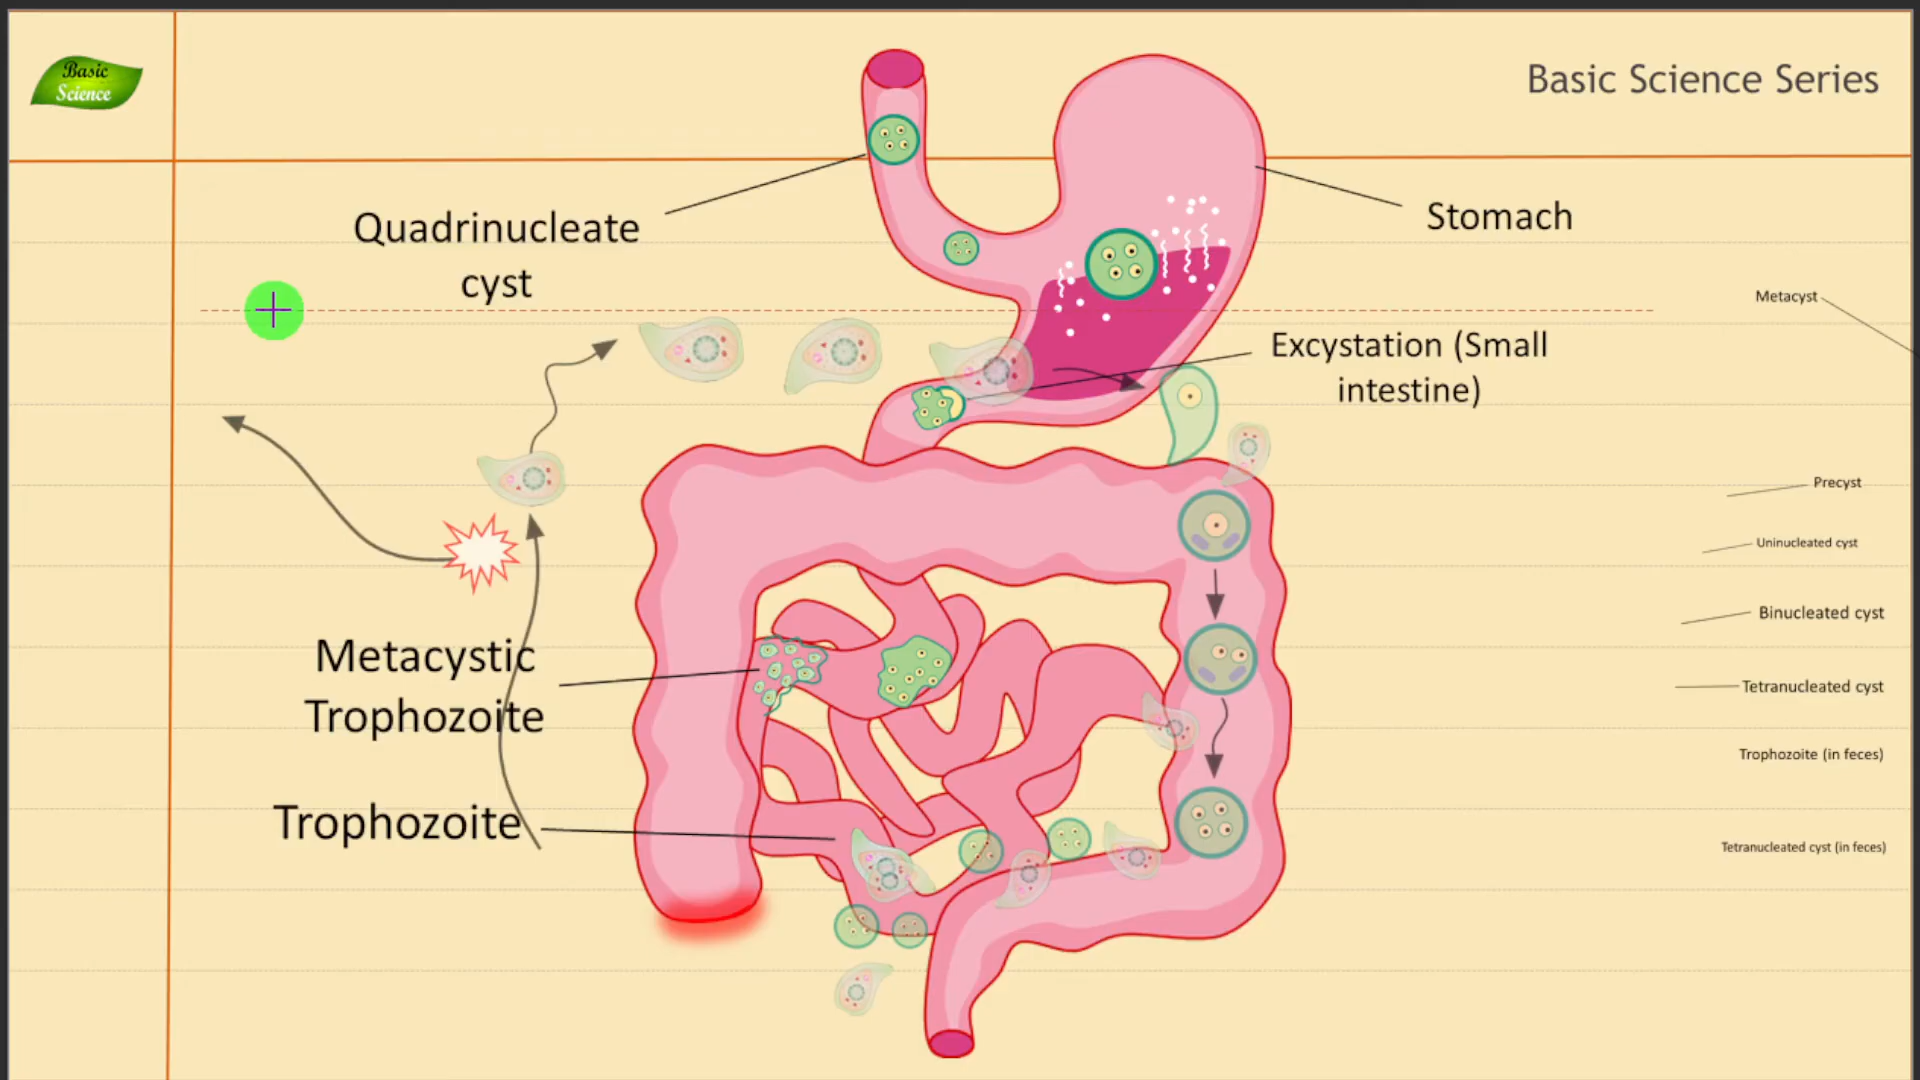 Basic
Science
Basic Science Series
Quadrinucleate
cyst
Stomach
Metacyst
Excystation (Small
intestine)
Precyst
Uninucleated cyst
Binucleated cyst
Metacystic
Trophozoite
Tetranucleated cyst
Trophozoite (in feces)
Trophozoite
Tetranucleated cyst (in feces)